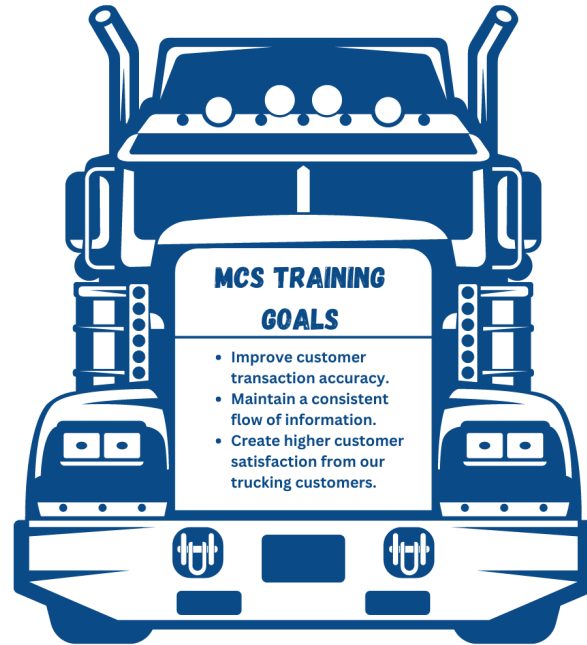 MCS TRAINING
GOALS
• Improve customer
transaction accuracy.
• Maintain a consistent
flow of information.
• Create higher customer
satisfaction from our
trucking customers.